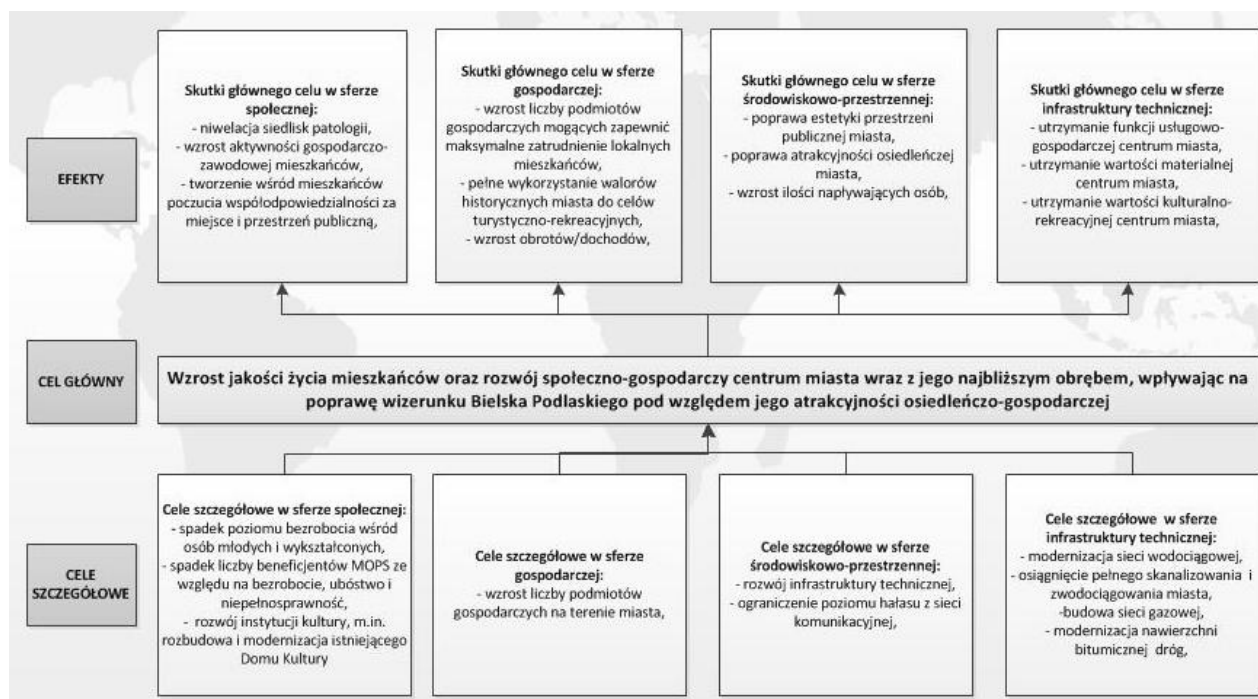 EFEKTY
Skutki głównego celu w sferze
społecznej:
- niwelacja siedlisk patologii,
- wzrost aktywności gospodarczo-
zawodowej mieszkańców,
- tworzenie wśród mieszkańców
poczucia współodpowiedzialności za
miejsce i przestrzeń publiczną,
Skutki głównego celu w sferze
gospodarczej:
- wzrost liczby podmiotów
gospodarczych mogących zapewnić
maksymalne zatrudnienie lokalnych
mieszkańców,
- pełne wykorzystanie walorów
historycznych miasta do celów
turystyczno-rekreacyjnych,
- wzrost obrotów/dochodów,
Skutki głównego celu w sferze
środowiskowo-przestrzennej:
- poprawa estetyki przestrzeni
publicznej miasta,
- poprawa atrakcyjności osiedleńczej
miasta,
- wzrost ilości napływających osób,
Skutki głównego celu w sferze
infrastruktury technicznej:
- utrzymanie funkcji usługowo-
gospodarczej centrum miasta,
- utrzymanie wartości materialnej
centrum miasta,
- utrzymanie wartości kulturalno-
rekreacyjnej centrum miasta,
CEL GŁÓWNY
Wzrost jakości życia mieszkańców oraz rozwój społeczno-gospodarczy centrum miasta wraz z jego najbliższym obrębem, wpływając na
poprawę wizerunku Bielska Podlaskiego pod względem jego atrakcyjności osiedleńczo-gospodarczej
CELE
SZCZEGÓŁOWE
Cele szczegółowe w sferze społecznej:
- spadek poziomu bezrobocia wśród
osób młodych i wykształconych,
- spadek liczby beneficjentów MOPS ze
względu na bezrobocie, ubóstwo i
niepełnosprawność,
- rozwój instytucji kultury, m.in.
rozbudowa i modernizacja istniejącego
Domu Kultury
Cele szczegółowe w sferze
gospodarczej:
- wzrost liczby podmiotów
gospodarczych na terenie miasta,
Cele szczegółowe w sferze
środowiskowo-przestrzennej:
- rozwój infrastruktury technicznej,
- ograniczenie poziomu hałasu z sieci
komunikacyjnej,
Cele szczegółowe w sferze
infrastruktury technicznej:
- modernizacja sieci wodociągowej,
- osiągnięcie pełnego skanalizowania i
zwodociągowania miasta,
-budowa sieci gazowej,
- modernizacja nawierzchni
bitumicznej dróg,